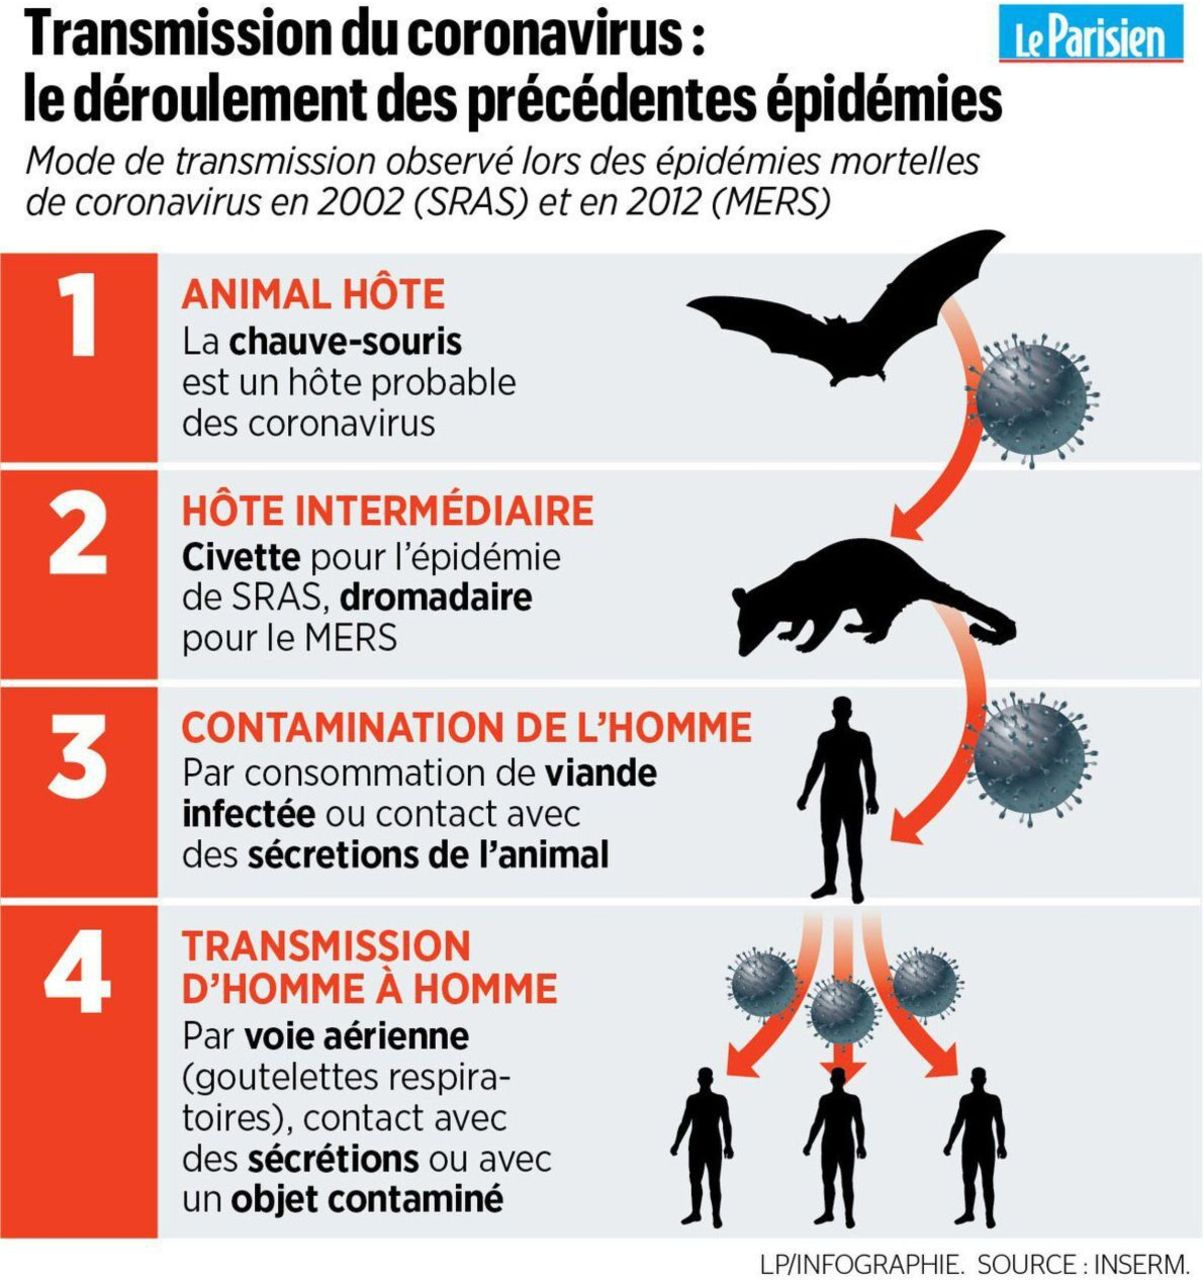 Transmission du coronavirus :
le déroulement des précédentes épidémies
Le Parisien
Mode de transmission observé lors des épidémies mortelles
de coronavirus en 2002 (SRAS) et en 2012 (MERS)
1
ANIMAL HÔTE
La chauve-souris
est un hôte probable
des coronavirus
2
HÔTE INTERMÉDIAIRE
Civette pour l’épidémie
de SRAS, dromadaire
pour le MERS
3
CONTAMINATION DE L’HOMME
Par consommation de viande
infectée ou contact avec
des sécretions de l’animal
4
TRANSMISSION
D’HOMME À HOMME
Par voie aérienne
(goutelettes respira-
toires), contact avec
des sécrétions ou avec
un objet contaminé
LP/INFOGRAPHIE. SOURCE : INSERM.